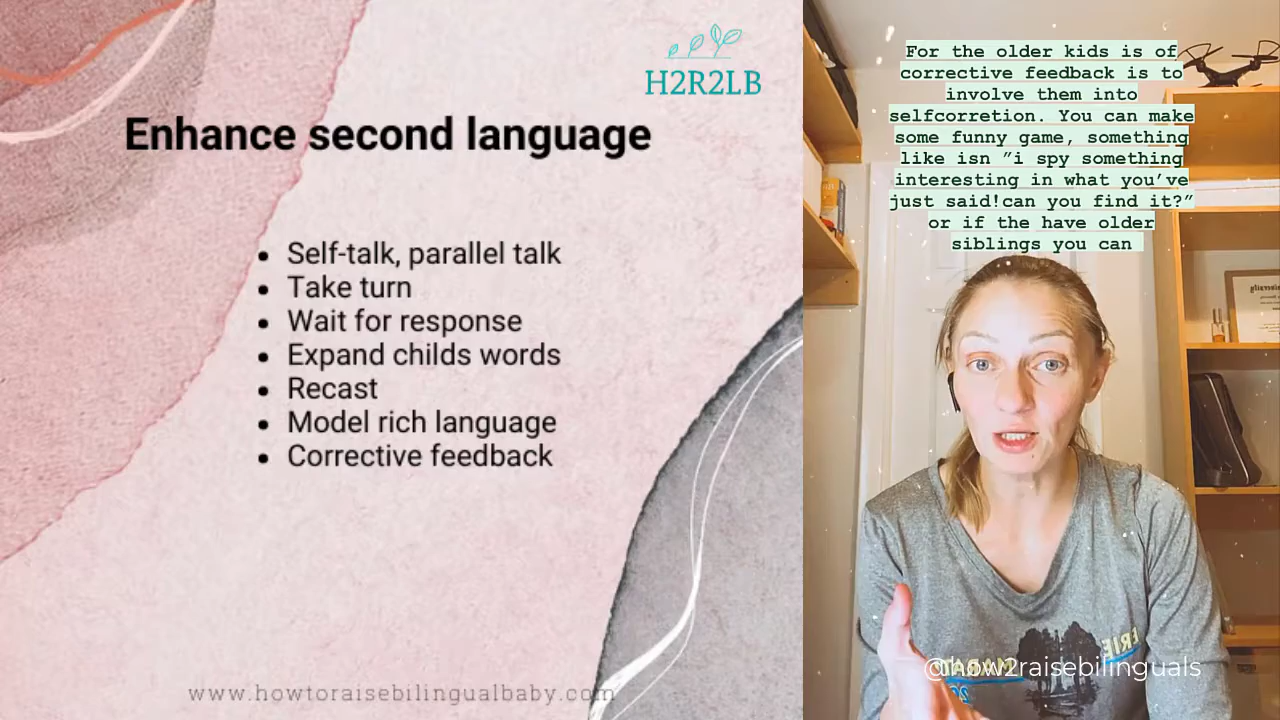 H2R2LB
Enhance second language
Self-talk, parallel talk
Take turn
Wait for response
Expand childs words
Recast
Model rich language
Corrective feedback
www.howtoraisebilingualbaby.com
For the older kids is of
corrective feedback is to
involve them into
selfcorretion. You can make
some funny game, something
like isn ”i spy something
interesting in what you’ve
just said!can you find it?”
or if the have older
siblings you can
@how2raisebilinguals